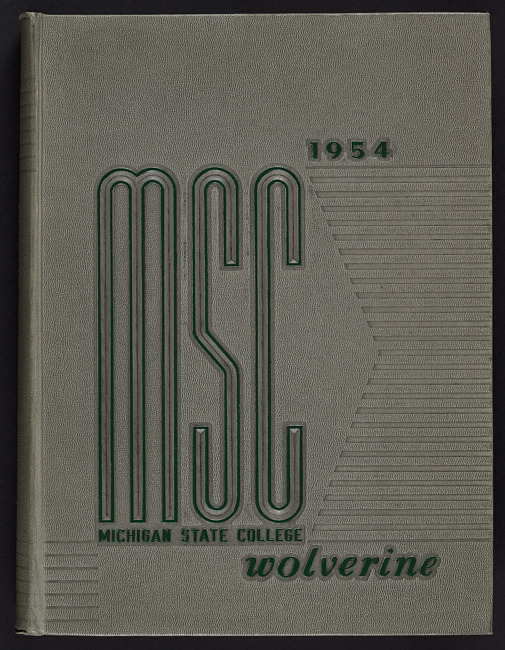 1954
MSC
MICHIGAN STATE COLLEGE
wolverine